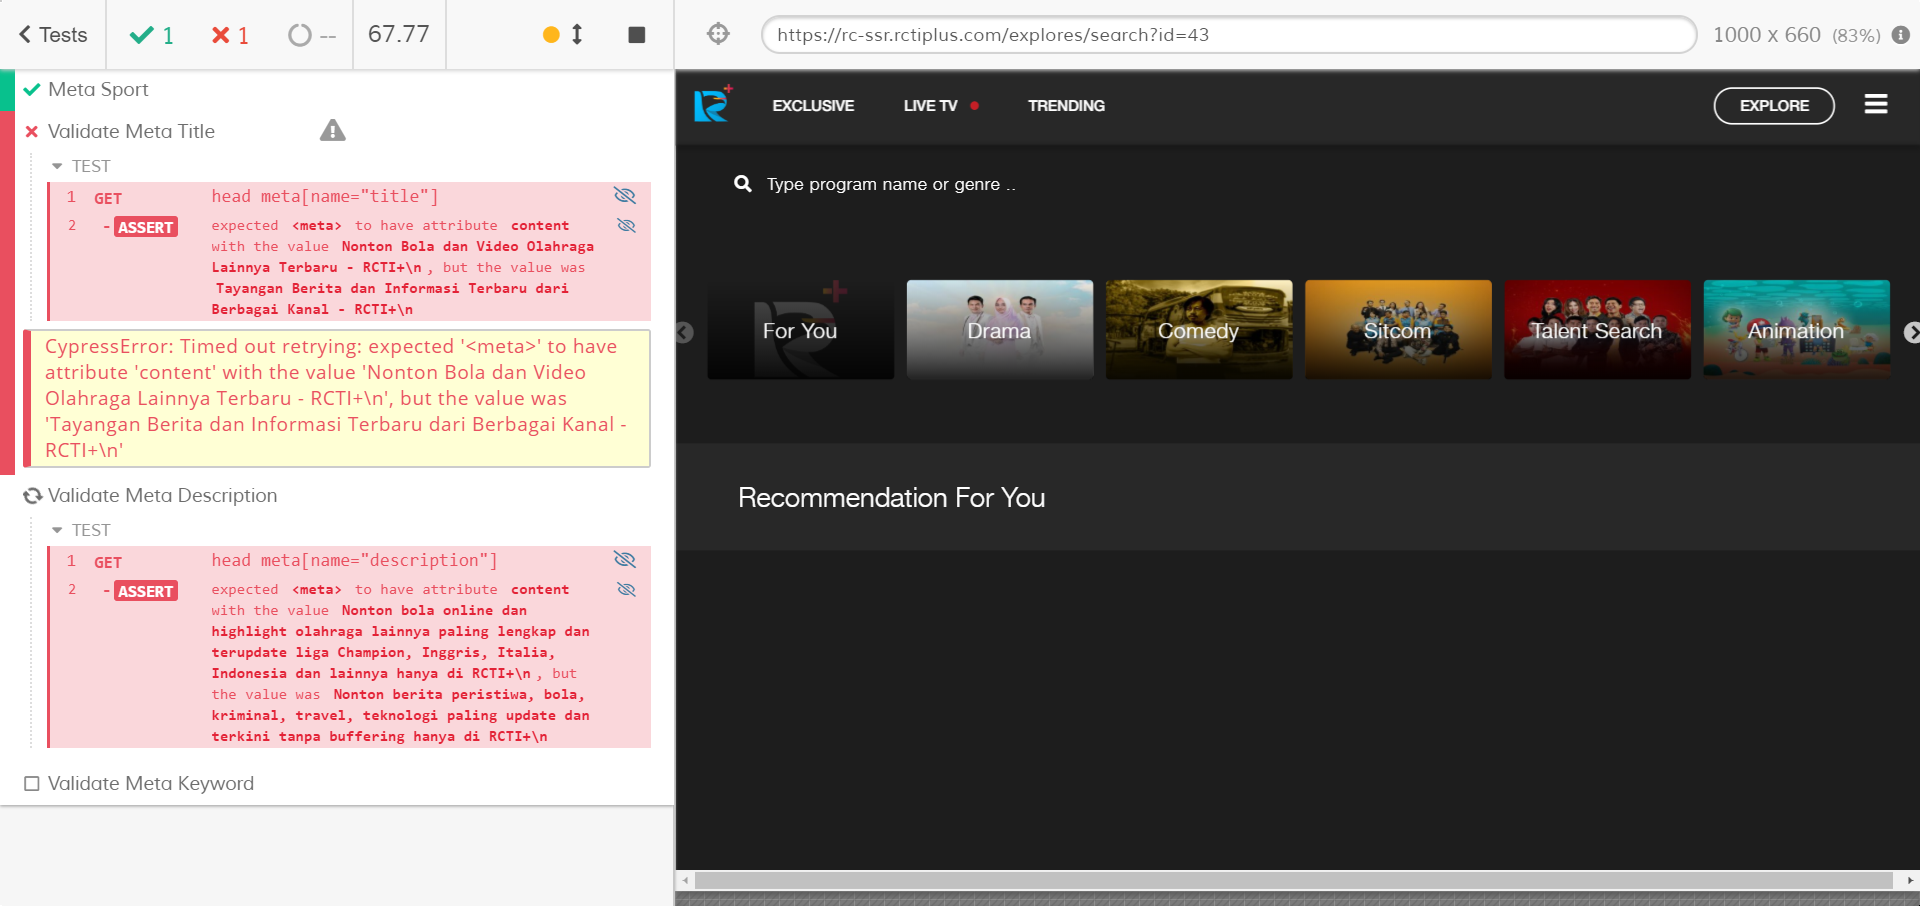 Tests
1
1
--
67.77
https://rc-ssr.rctiplus.com/explores/search?id=43
1000 x 660 (83%)
Meta Sport
Validate Meta Title
TEST
1 GET head meta[name="title"]
2 -ASSERT expected <meta> to have attribute content
with the value Nonton Bola dan Video Olahraga
Lainnya Terbaru - RCTI+\n, but the value was
Tayangan Berita dan Informasi Terbaru dari
Berbagai Kanal - RCTI+\n
CypressError: Timed out retrying: expected '<meta>' to have
attribute 'content' with the value 'Nonton Bola dan Video
Olahraga Lainnya Terbaru - RCTI+\n', but the value was
'Tayangan Berita dan Informasi Terbaru dari Berbagai Kanal -
RCTI+\n'
Validate Meta Description
TEST
1 GET head meta[name="description"]
2 -ASSERT expected <meta> to have attribute content
with the value Nonton bola online dan
highlight olahraga lainnya paling lengkap dan
terupdate liga Champion, Inggris, Italia,
Indonesia dan lainnya hanya di RCTI+\n, but
the value was Nonton berita peristiwa, bola,
kriminal, travel, teknologi paling update dan
terkini tanpa buffering hanya di RCTI+\n
Validate Meta Keyword
EXCLUSIVE LIVE TV TRENDING EXPLORE
Type program name or genre ..
For You Drama Comedy Sitcom Talent Search Animation
Recommendation For You